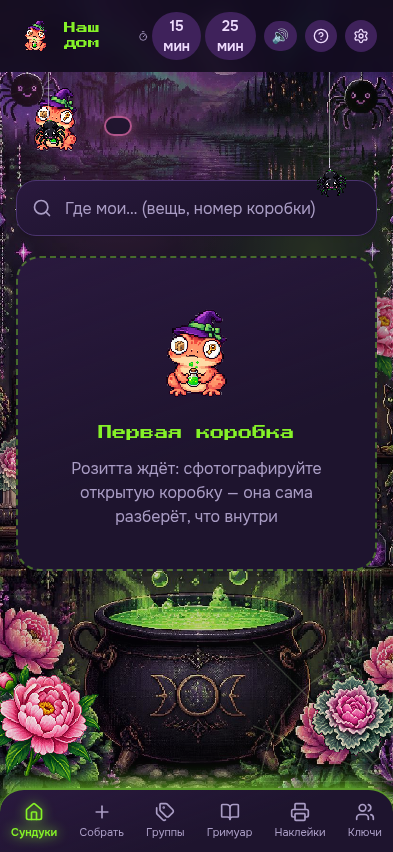 Наш
дом
15
мин
25
мин
Где мои... (вещь, номер коробки)
Первая коробка
Розитта ждёт: сфотографируйте
открытую коробку — она сама
разберёт, что внутри
Сундуки
Собрать
Группы
Гримуар
Наклейки
Ключи